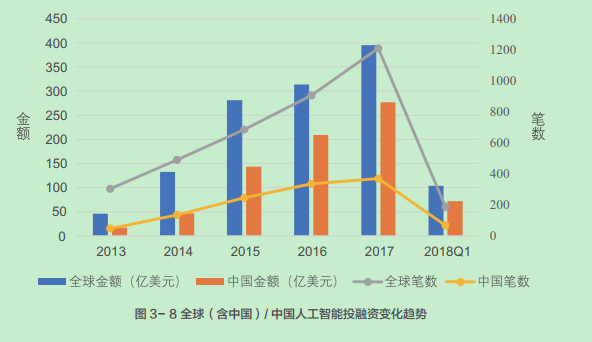 450 1400
400 1200
350 1000
300 800
250 600
200 400
150 200
100 0
50
0
金额
笔数
2013 2014 2015 2016 2017 2018Q1
全球金额（亿美元） 中国金额（亿美元） 全球笔数 中国笔数
图 3- 8 全球（含中国）/ 中国人工智能投融资变化趋势